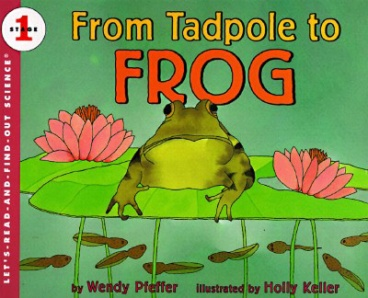 1
STAGE
LET'S-READ-AND-FIND-OUT SCIENCE®
From Tadpole to
FROG
by Wendy Pfeffer illustrated by Holly Keller